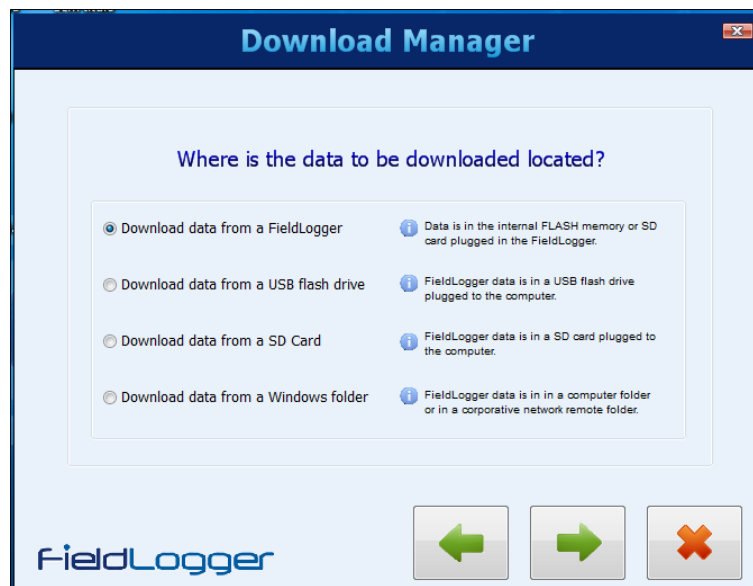 Download Manager
Where is the data to be downloaded located?
Download data from a FieldLogger
Data is in the internal FLASH memory or SD
card plugged in the FieldLogger.
Download data from a USB flash drive
FieldLogger data is in a USB flash drive
plugged to the computer.
Download data from a SD Card
FieldLogger data is in a SD card plugged to
the computer.
Download data from a Windows folder
FieldLogger data is in in a computer folder
or in a corporative network remote folder.
FieldLogger